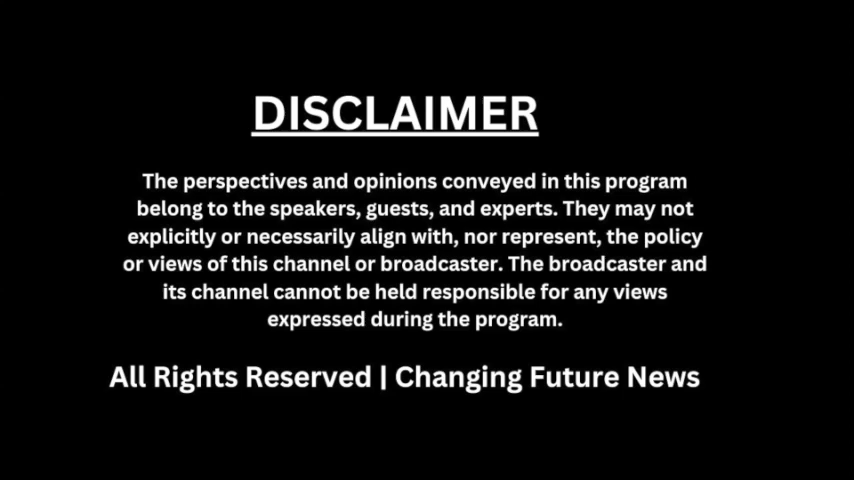 DISCLAIMER
The perspectives and opinions conveyed in this program
belong to the speakers, guests, and experts. They may not
explicitly or necessarily align with, nor represent, the policy
or views of this channel or broadcaster. The broadcaster and
its channel cannot be held responsible for any views
expressed during the program.
All Rights Reserved | Changing Future News